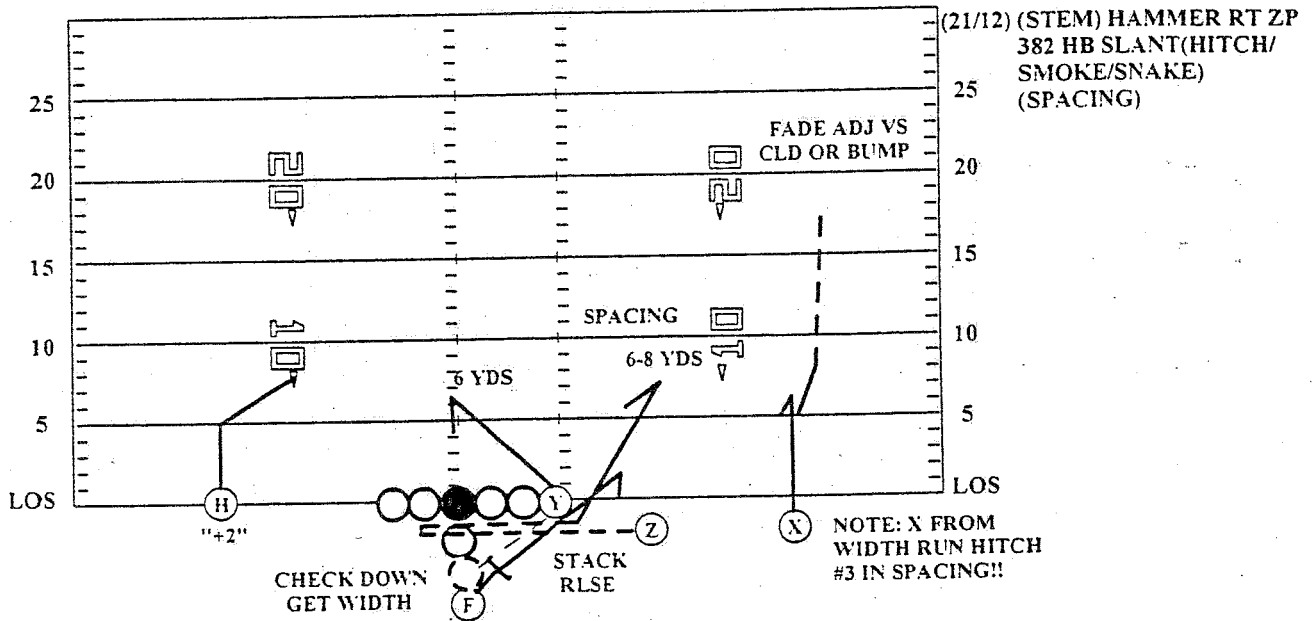 (21/12) (STEM) HAMMER RT ZP
382 HB SLANT(HITCH/
SMOKE/SNAKE)
(SPACING)
25
25
FADE ADJ VS
CLD OR BUMP
20
20
15
15
SPACING
10
10
6 YDS
6-8 YDS
5
5
LOS
LOS
H
Y
Z
X
"+2"
NOTE: X FROM
WIDTH RUN HITCH
#3 IN SPACING!!
STACK
RLSE
CHECK DOWN
GET WIDTH
F